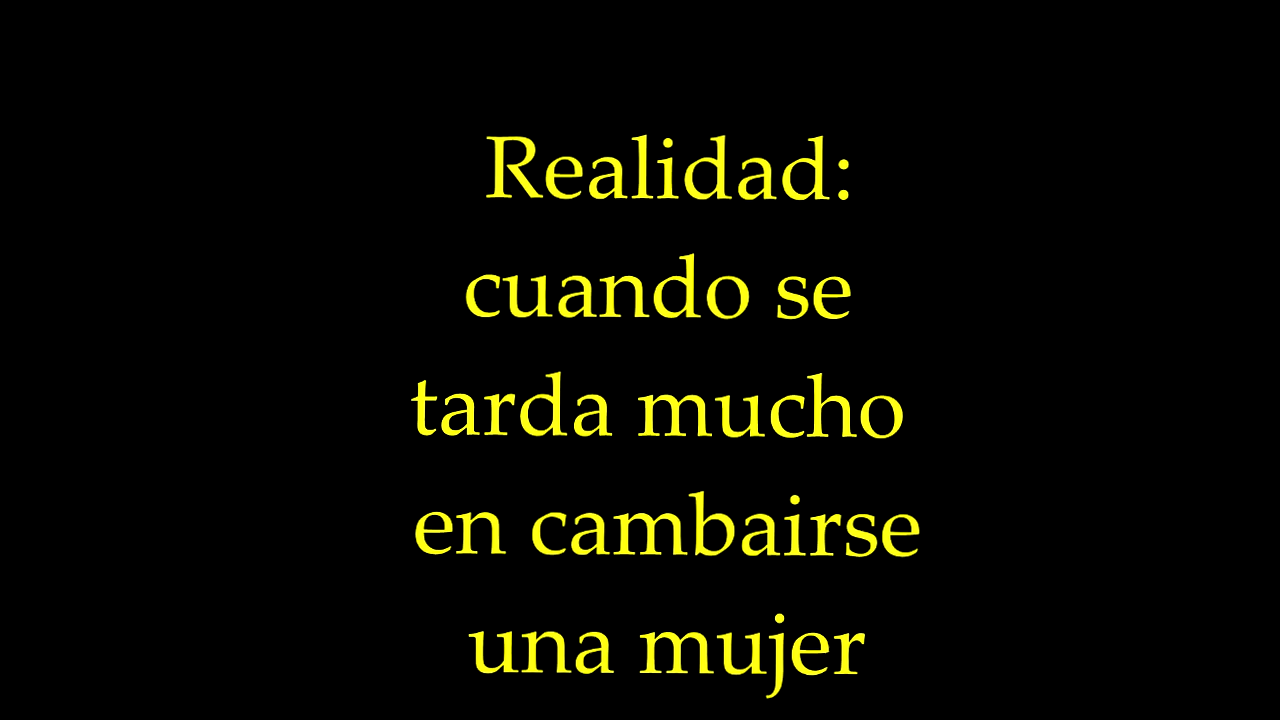 Realidad:
cuando se
tarda mucho
en cambairse
una mujer